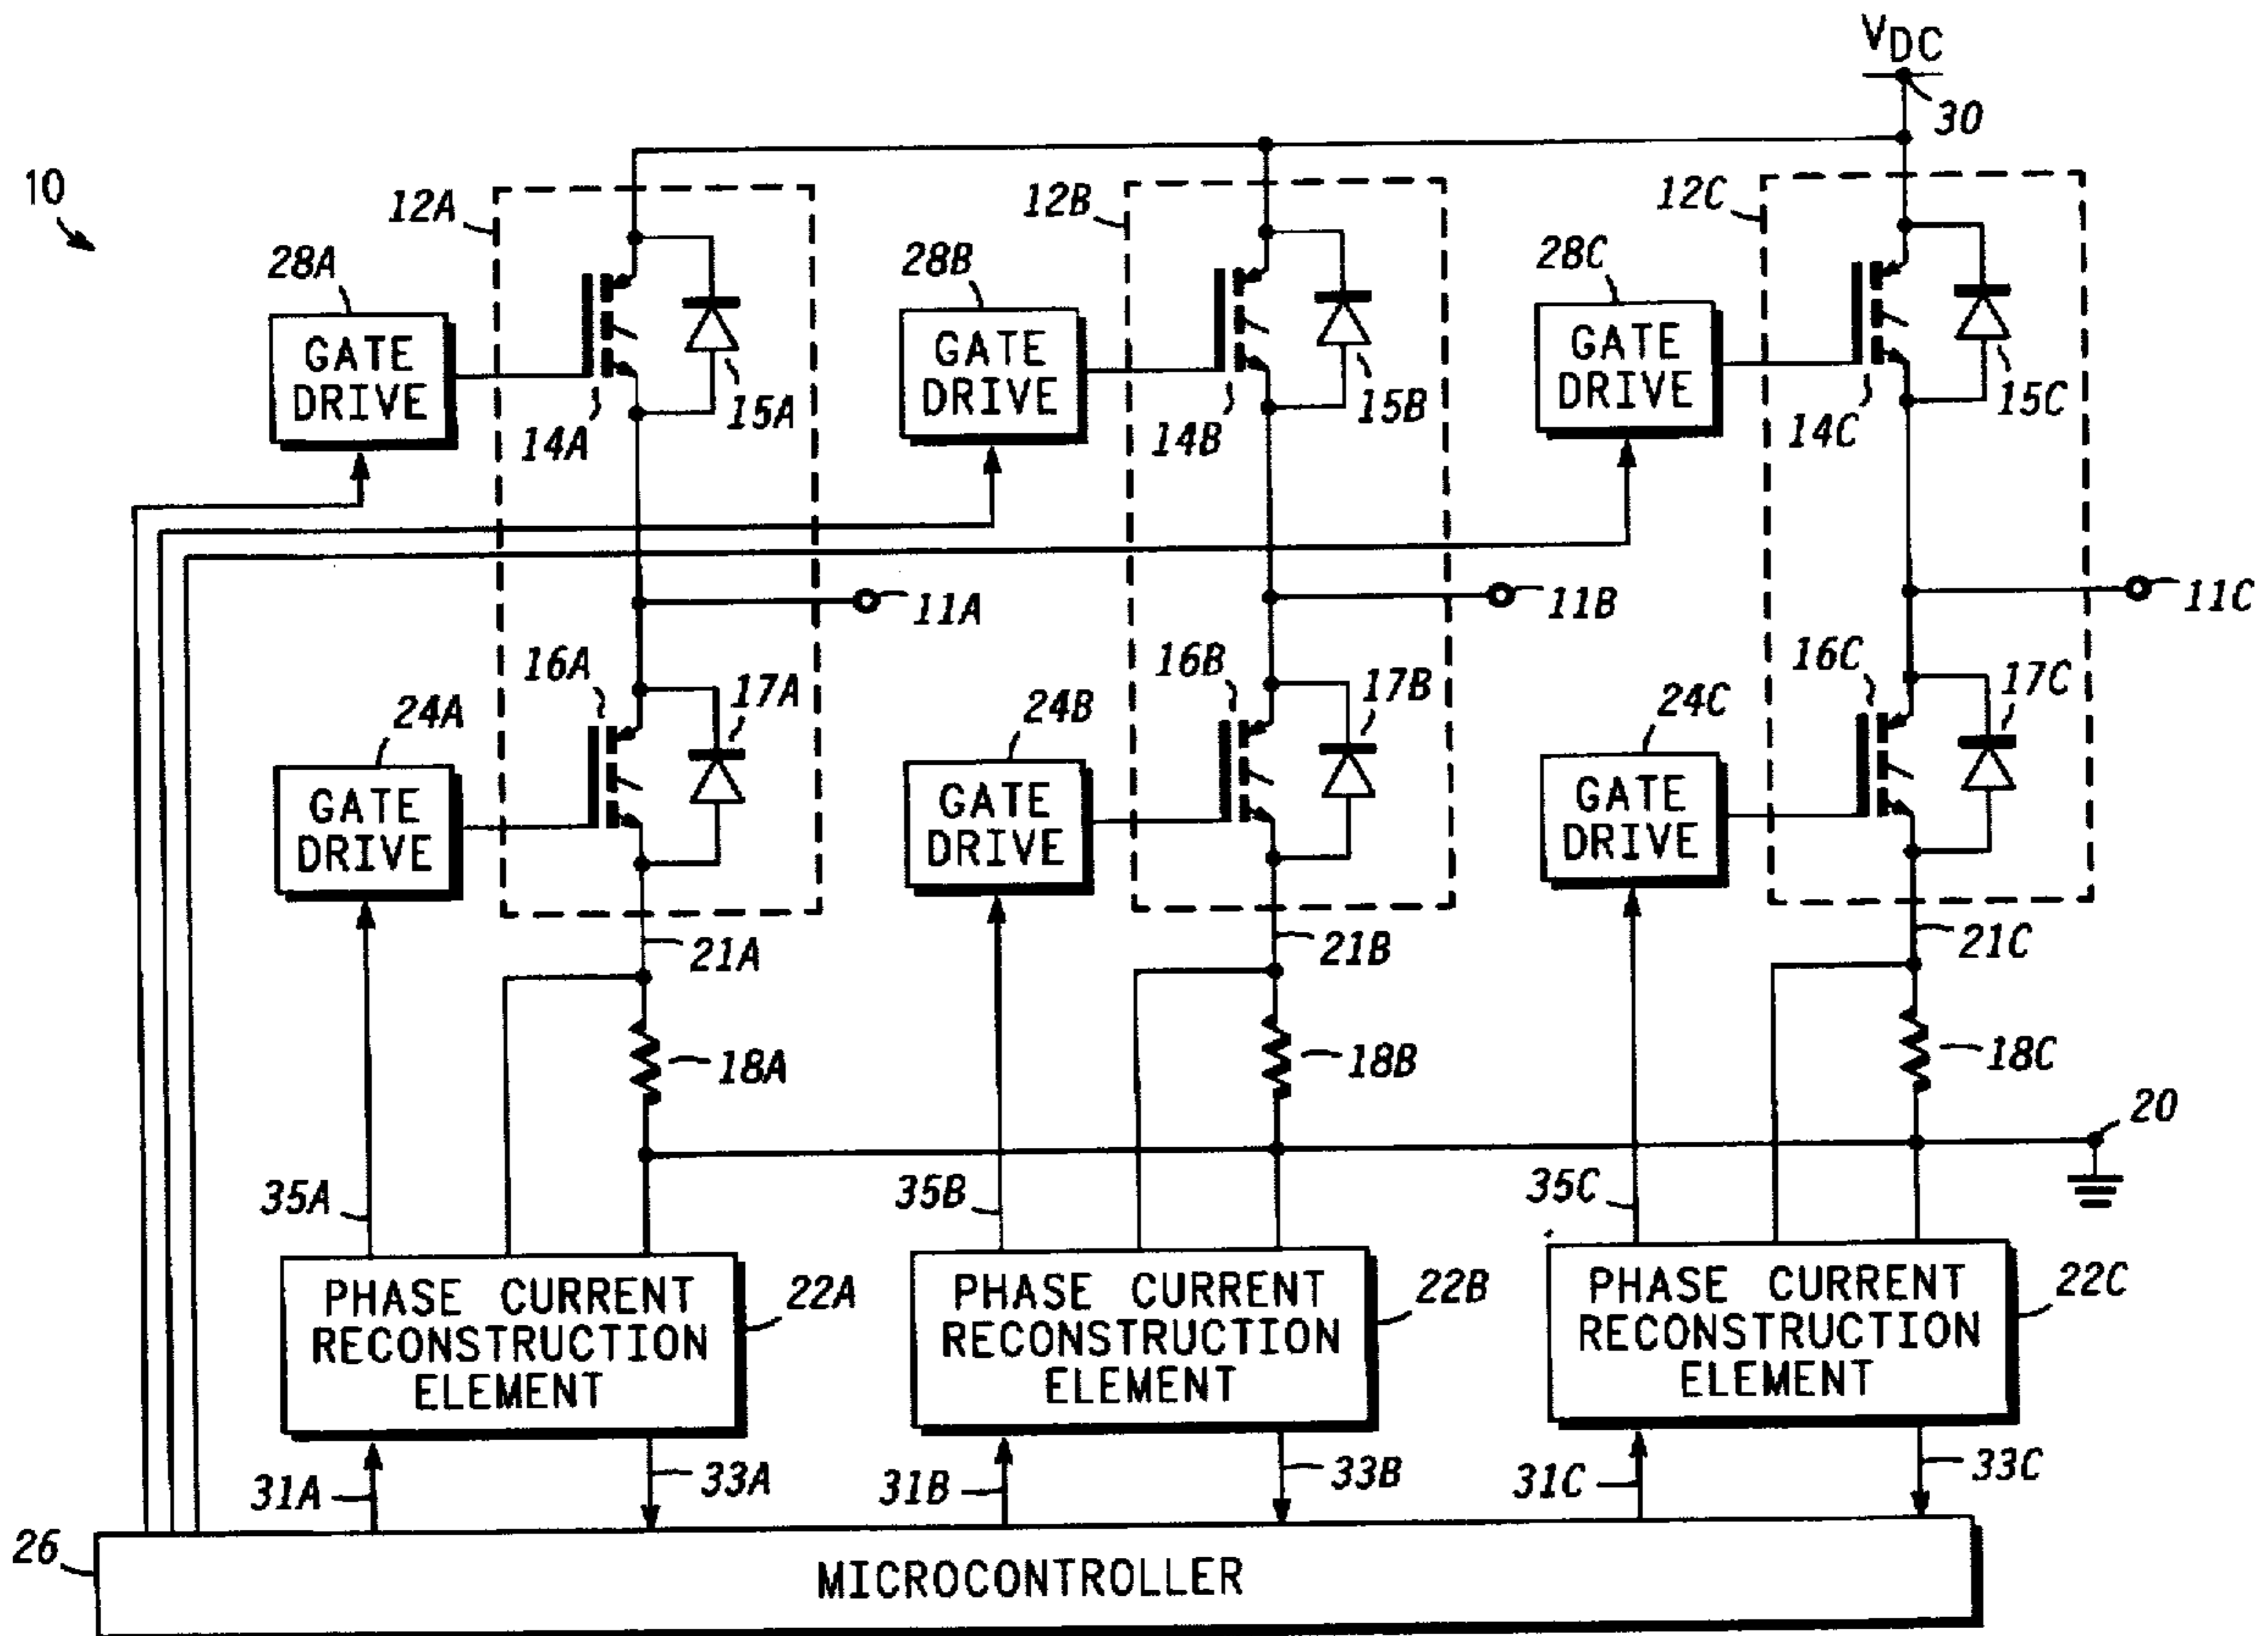 VDC
30
10
12A
12B
12C
28A
28B
28C
GATE
DRIVE
GATE
DRIVE
GATE
DRIVE
15A
15B
15C
14A
14B
14C
11A
11B
11C
16A
16B
16C
17A
17B
17C
24A
24B
24C
GATE
DRIVE
GATE
DRIVE
GATE
DRIVE
21A
21B
21C
18A
18B
18C
20
35A
35B
35C
PHASE CURRENT
RECONSTRUCTION
ELEMENT
22A
PHASE CURRENT
RECONSTRUCTION
ELEMENT
22B
PHASE CURRENT
RECONSTRUCTION
ELEMENT
22C
31A
33A
31B
33B
31C
33C
26
MICROCONTROLLER